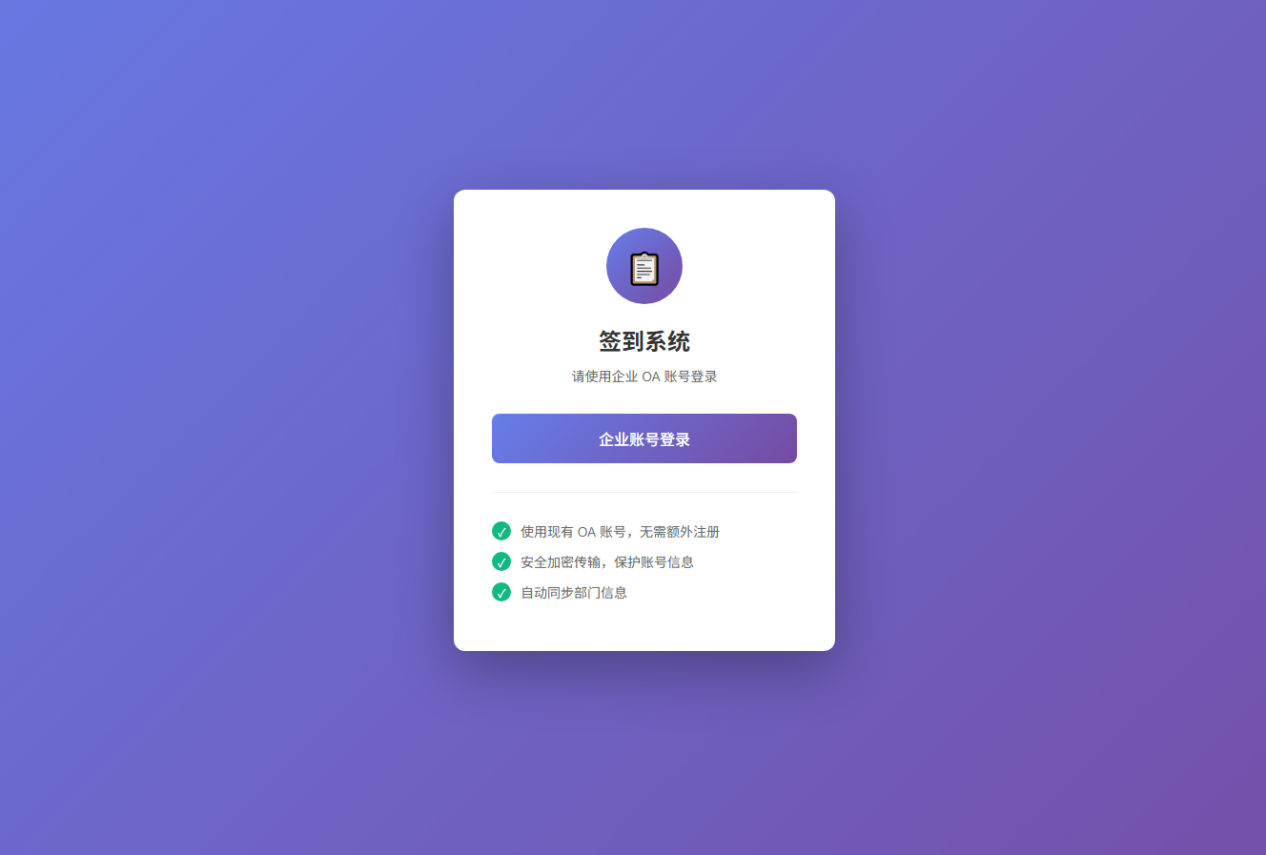 签到系统
请使用企业 OA 账号登录
企业账号登录
使用现有 OA 账号，无需额外注册
安全加密传输，保护账号信息
自动同步部门信息